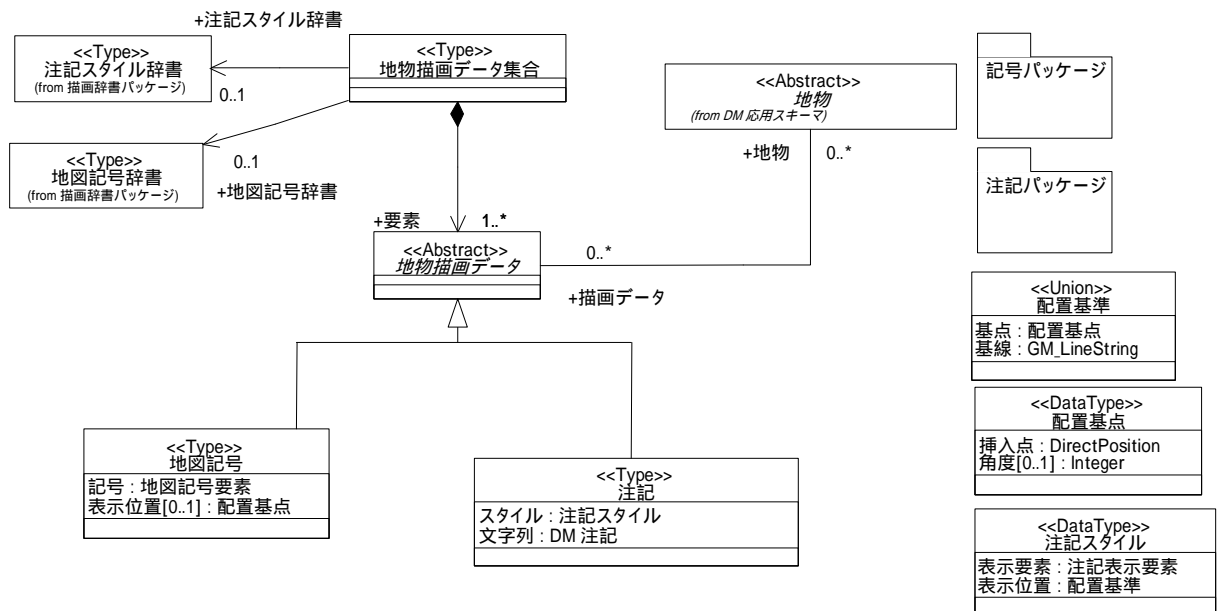 +注記スタイル辞書
<<Type>>
注記スタイル辞書
(from 描画辞書パッケージ)
0..1
<<Type>>
地物描画データ集合
<<Type>>
地図記号辞書
(from 描画辞書パッケージ)
0..1
+地図記号辞書
<<Abstract>>
地物
(from DM 応用スキーマ)
+地物
0..*
記号パッケージ
注記パッケージ
+要素
1..*
<<Abstract>>
地物描画データ
0..*
+描画データ
<<Union>>
配置基準
基点 : 配置基点
基線 : GM_LineString
<<DataType>>
配置基点
挿入点 : DirectPosition
角度[0..1] : Integer
<<Type>>
地図記号
記号 : 地図記号要素
表示位置[0..1] : 配置基点
<<Type>>
注記
スタイル : 注記スタイル
文字列 : DM 注記
<<DataType>>
注記スタイル
表示要素 : 注記表示要素
表示位置 : 配置基準